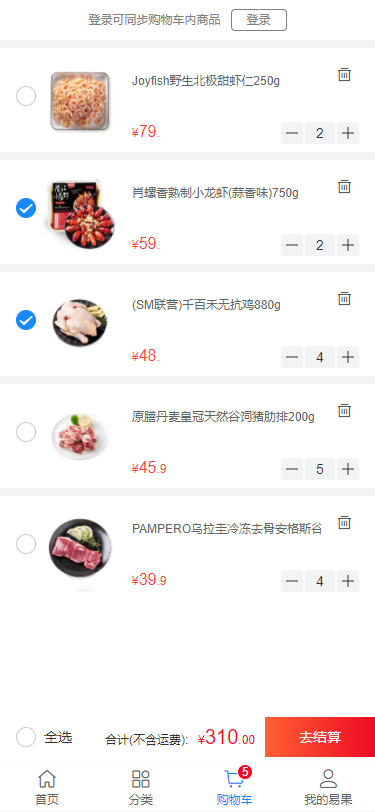 登录可同步购物车内商品 登录
Joyfish野生北极甜虾仁250g
¥79. 2
肖螺香熟制小龙虾(蒜香味)750g
¥59. 2
(SM联营)千百禾无抗鸡880g
¥48. 4
原膳丹麦皇冠天然谷饲猪肋排200g
¥45.9 5
PAMPERO乌拉圭冷冻去骨安格斯谷
¥39.9 4
全选 合计(不含运费): ¥310.00 去结算
5
首页 分类 购物车 我的易果